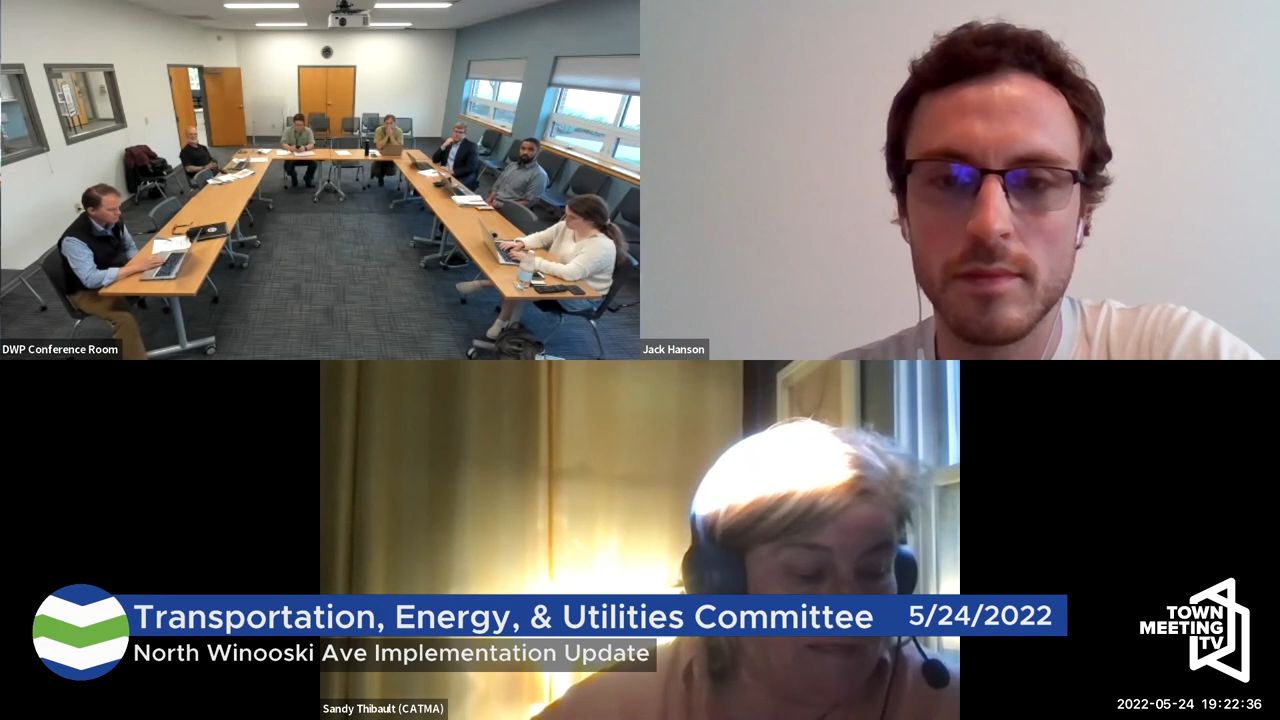 DWP Conference Room
Jack Hanson
Transportation, Energy, & Utilities Committee 5/24/2022
North Winooski Ave Implementation Update
TOWN
MEETING
TV
Sandy Thibault (CATMA)
2022-05-24 19:22:36